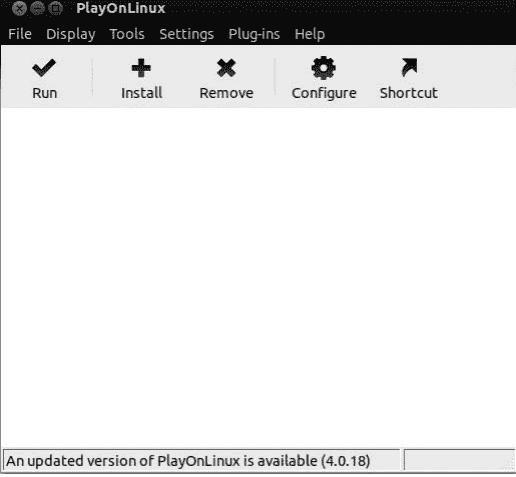 PlayOnLinux
File Display Tools Settings Plug-ins Help
Run Install Remove Configure Shortcut
An updated version of PlayOnLinux is available (4.0.18)